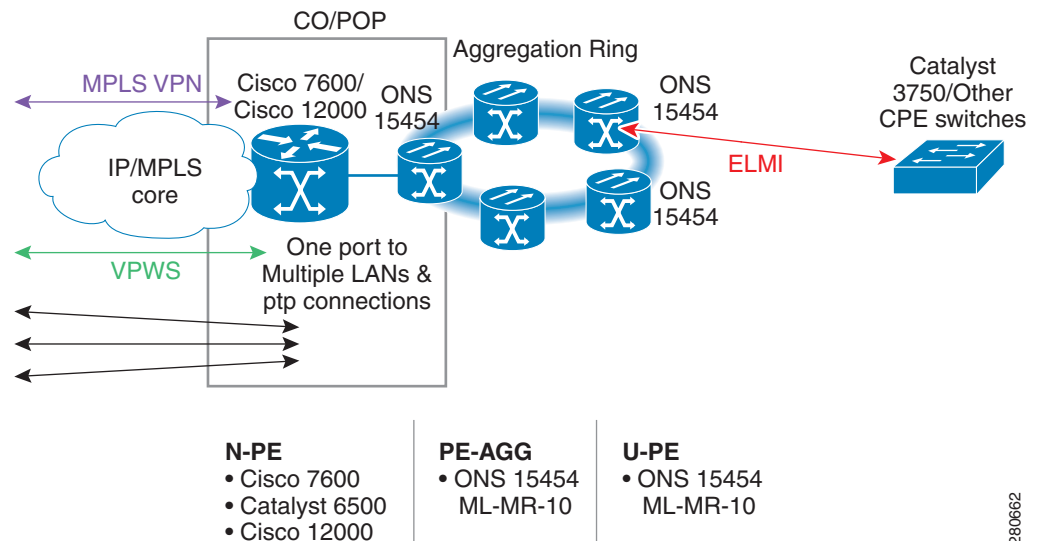 CO/POP
Aggregation Ring
MPLS VPN
Cisco 7600/
Cisco 12000
ONS
15454
ONS
15454
Catalyst
3750/Other
CPE switches
IP/MPLS
core
ELMI
ONS
15454
VPWS
One port to
Multiple LANs &
ptp connections
N-PE
• Cisco 7600
• Catalyst 6500
• Cisco 12000
PE-AGG
• ONS 15454
ML-MR-10
U-PE
• ONS 15454
ML-MR-10
280662